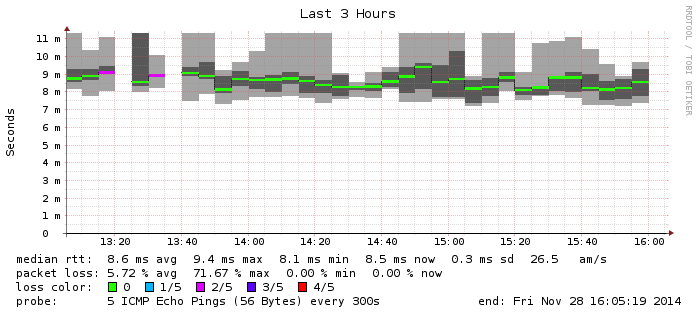 Last 3 Hours
RRDTOOL / TOBI OETIKER
Seconds
11 m
10 m
9 m
8 m
7 m
6 m
5 m
4 m
3 m
2 m
1 m
0
13:20 13:40 14:00 14:20 14:40 15:00 15:20 15:40 16:00
median rtt: 8.6 ms avg 9.4 ms max 8.1 ms min 8.5 ms now 0.3 ms sd 26.5 am/s
packet loss: 5.72 % avg 71.67 % max 0.00 % min 0.00 % now
loss color: 0 1/5 2/5 3/5 4/5
probe: 5 ICMP Echo Pings (56 Bytes) every 300s end: Fri Nov 28 16:05:19 2014